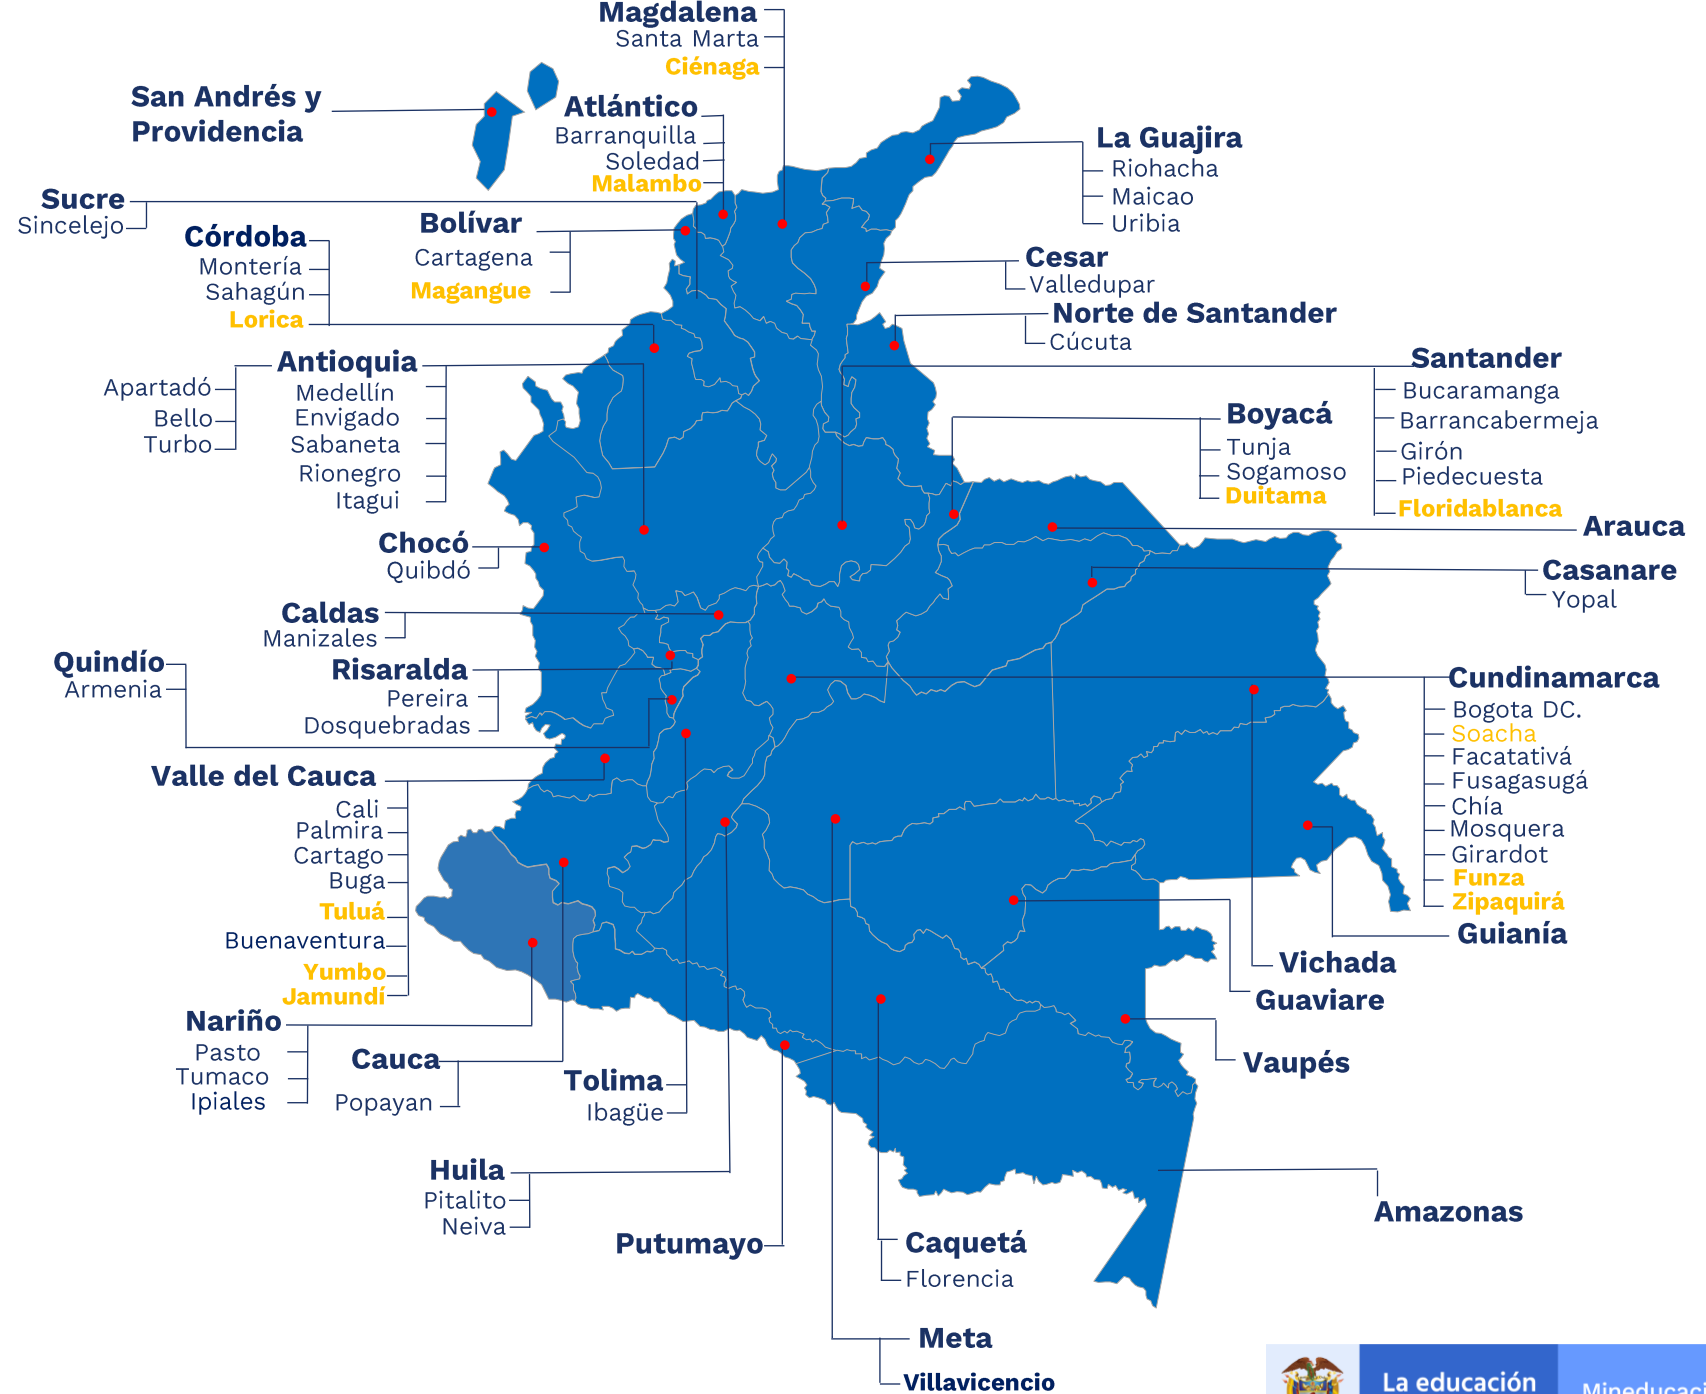 Magdalena
Santa Marta
Ciénaga
San Andrés y
Providencia
Atlántico
Barranquilla
Soledad
Malambo
La Guajira
Riohacha
Maicao
Uribia
Sucre
Sincelejo
Bolívar
Cartagena
Magangue
Córdoba
Montería
Sahagún
Lorica
Cesar
Valledupar
Norte de Santander
Cúcuta
Antioquia
Apartadó
Bello
Turbo
Medellín
Envigado
Sabaneta
Rionegro
Itagui
Santander
Bucaramanga
Barrancabermeja
Girón
Piedecuesta
Floridablanca
Boyacá
Tunja
Sogamoso
Duitama
Arauca
Chocó
Quibdó
Casanare
Yopal
Caldas
Manizales
Quindío
Armenia
Risaralda
Pereira
Dosquebradas
Cundinamarca
Bogota DC.
Soacha
Facatativá
Fusagasugá
Chía
Mosquera
Girardot
Funza
Zipaquirá
Valle del Cauca
Cali
Palmira
Cartago
Buga
Tuluá
Buenaventura
Yumbo
Jamundí
Guianía
Vichada
Guaviare
Nariño
Pasto
Tumaco
Ipiales
Cauca
Popayan
Tolima
Ibagüe
Vaupés
Huila
Pitalito
Neiva
Putumayo
Caquetá
Florencia
Amazonas
Meta
Villavicencio
La educación
Mineducaci